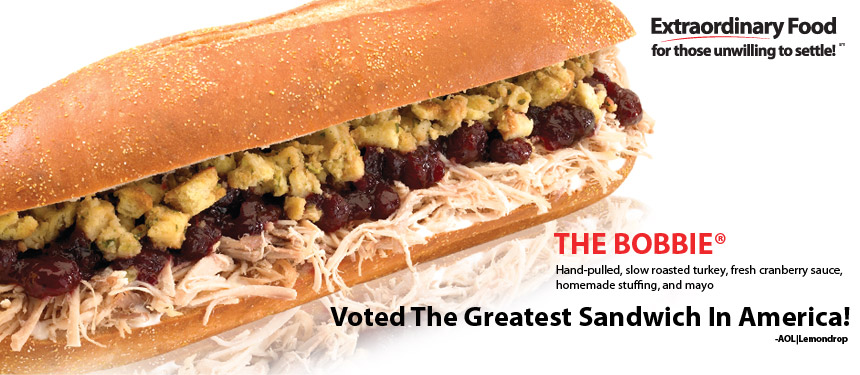 Extraordinary Food
for those unwilling to settle! SM
THE BOBBIE®
Hand-pulled, slow roasted turkey, fresh cranberry sauce,
homemade stuffing, and mayo
Voted The Greatest Sandwich In America!
-AOL|Lemondrop